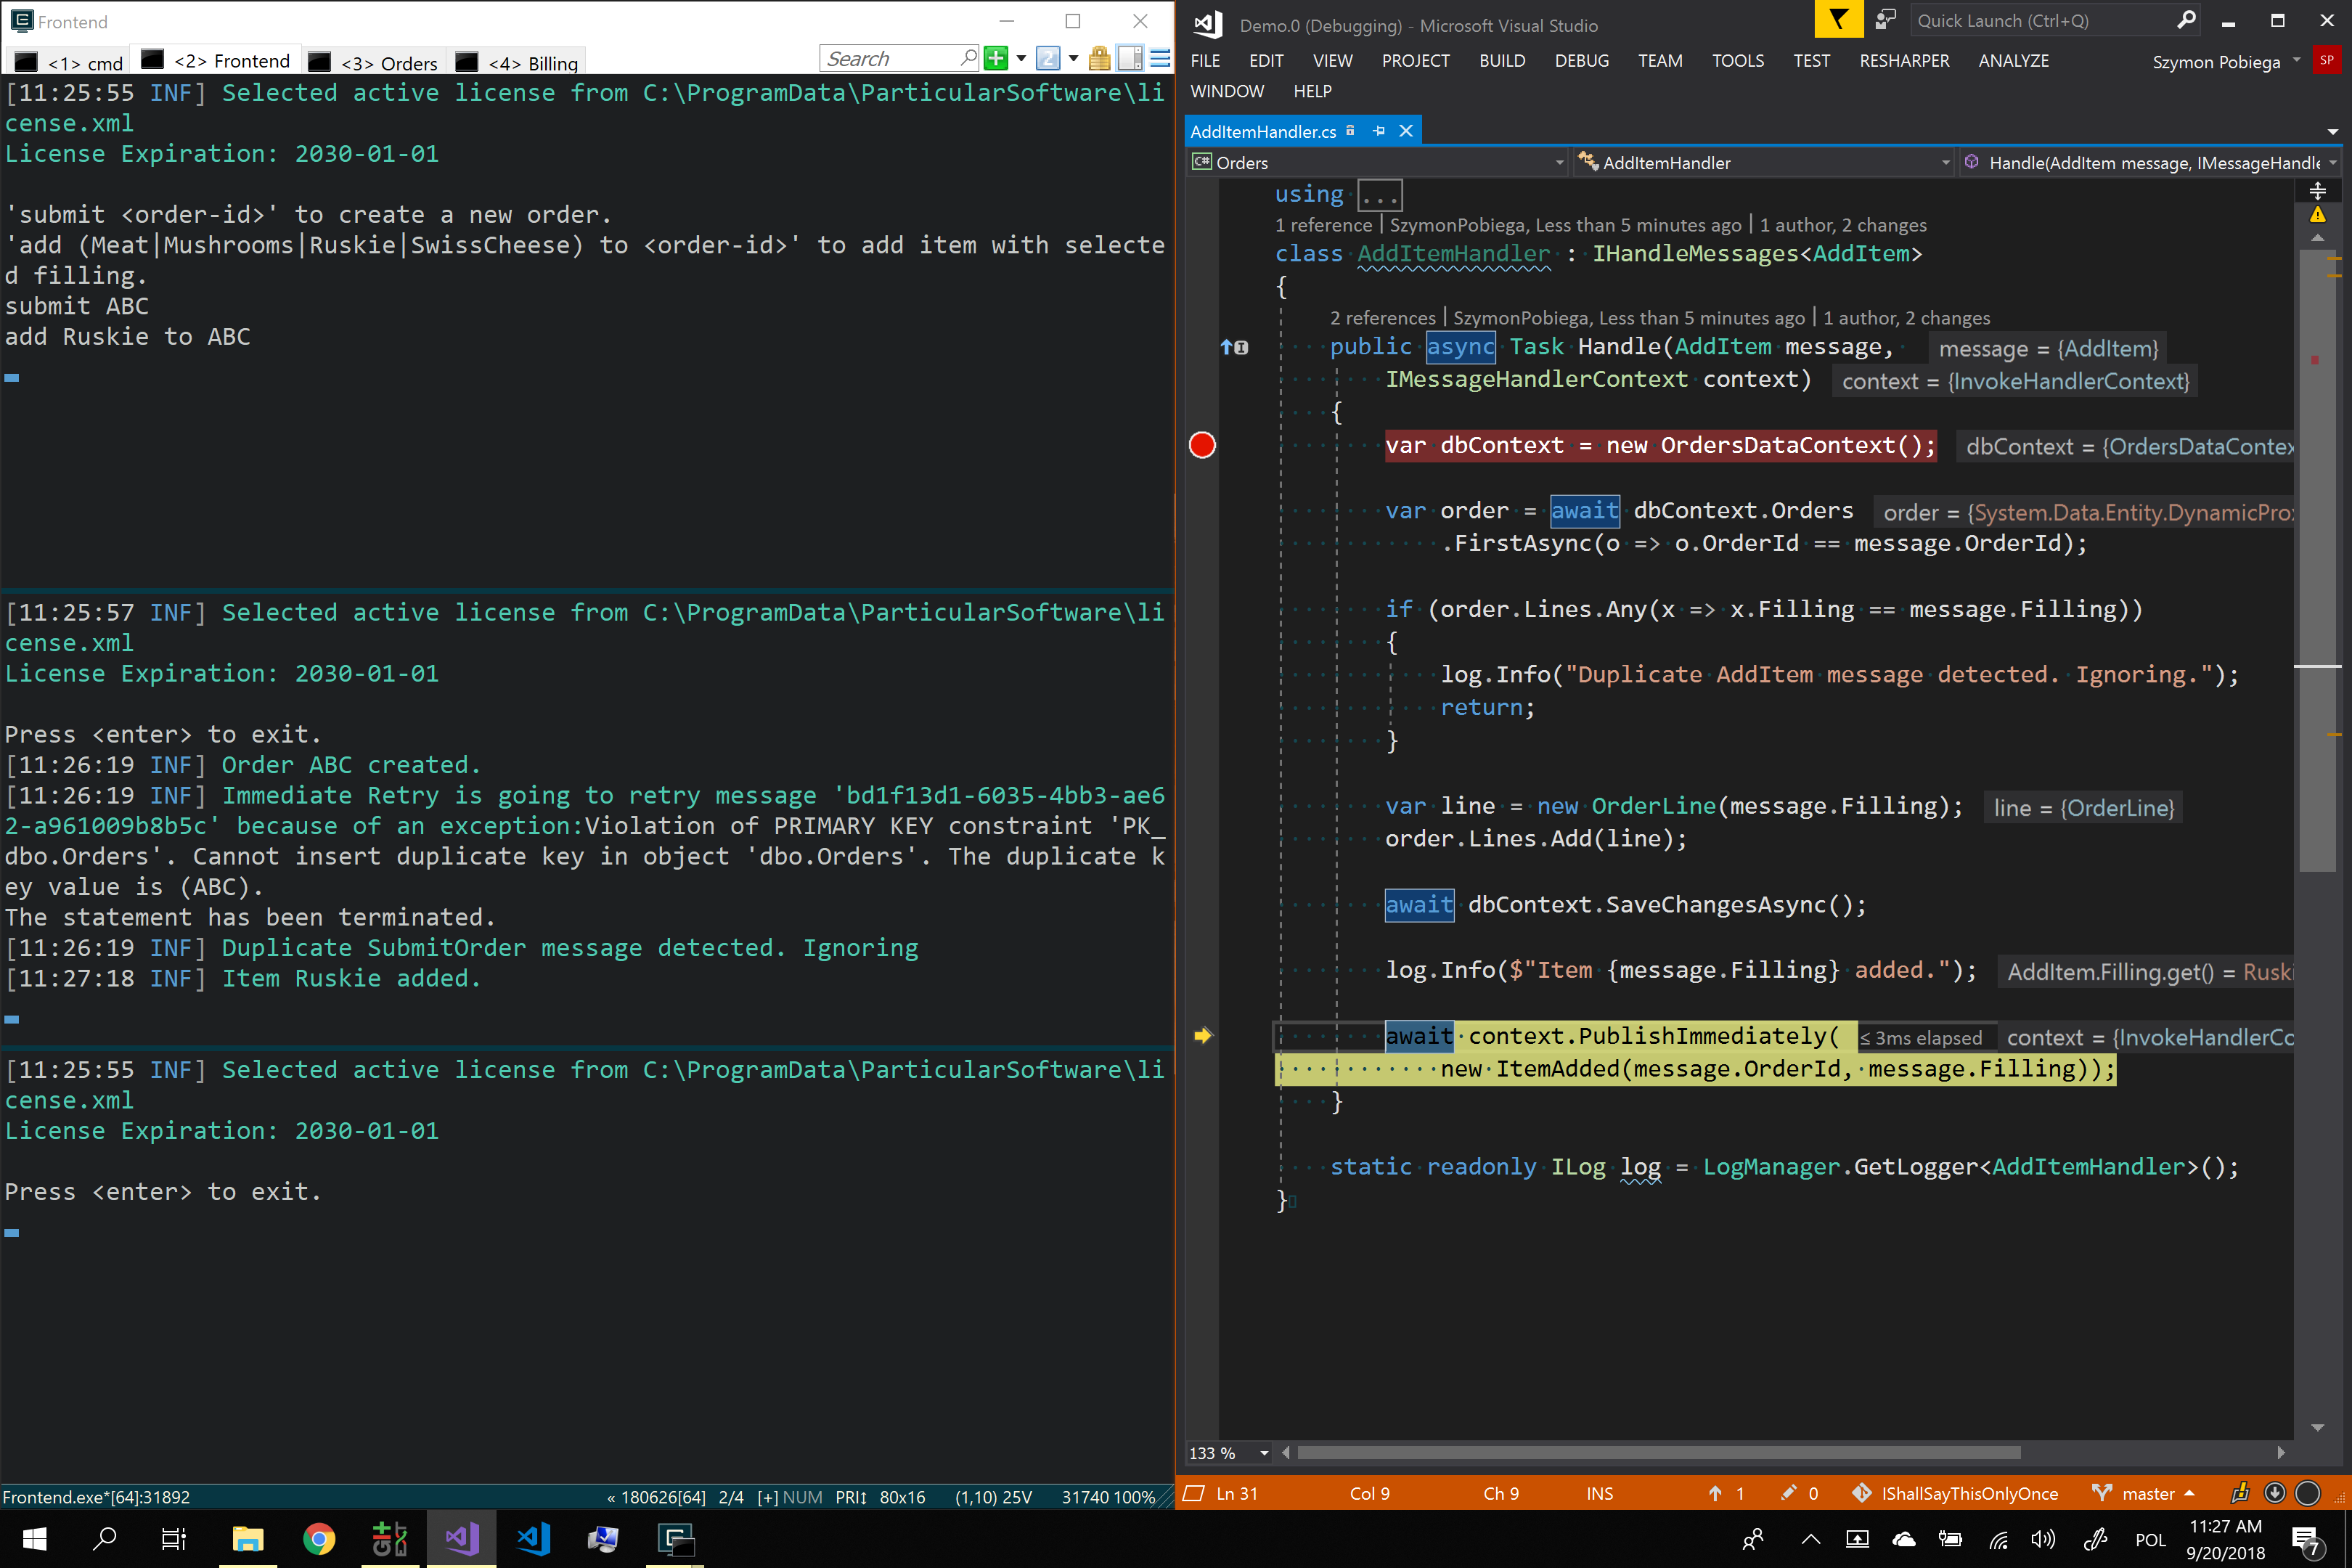 Frontend
<1> cmd
<2> Frontend
<3> Orders
<4> Billing
Search
[11:25:55 INF] Selected active license from C:\ProgramData\ParticularSoftware\li
cense.xml
License Expiration: 2030-01-01
'submit <order-id>' to create a new order.
'add (Meat|Mushrooms|Ruskie|SwissCheese) to <order-id>' to add item with selecte
d filling.
submit ABC
add Ruskie to ABC
[11:25:57 INF] Selected active license from C:\ProgramData\ParticularSoftware\li
cense.xml
License Expiration: 2030-01-01
Press <enter> to exit.
[11:26:19 INF] Order ABC created.
[11:26:19 INF] Immediate Retry is going to retry message 'bd1f13d1-6035-4bb3-ae6
2-a961009b8b5c' because of an exception:Violation of PRIMARY KEY constraint 'PK_
dbo.Orders'. Cannot insert duplicate key in object 'dbo.Orders'. The duplicate k
ey value is (ABC).
The statement has been terminated.
[11:26:19 INF] Duplicate SubmitOrder message detected. Ignoring
[11:27:18 INF] Item Ruskie added.
[11:25:55 INF] Selected active license from C:\ProgramData\ParticularSoftware\li
cense.xml
License Expiration: 2030-01-01
Press <enter> to exit.
Frontend.exe*[64]:31892 « 180626[64] 2/4 [+] NUM PRI↕ 80x16 (1,10) 25V 31740 100%
Demo.0 (Debugging) - Microsoft Visual Studio
Quick Launch (Ctrl+Q)
FILE EDIT VIEW PROJECT BUILD DEBUG TEAM TOOLS TEST RESHARPER ANALYZE
Szymon Pobiega SP
WINDOW HELP
AddItemHandler.cs
C# Orders
AddItemHandler
Handle(AddItem message, IMessageHandle
using ...
1 reference | SzymonPobiega, Less than 5 minutes ago | 1 author, 2 changes
class AddItemHandler : IHandleMessages<AddItem>
{
2 references | SzymonPobiega, Less than 5 minutes ago | 1 author, 2 changes
public async Task Handle(AddItem message, message = {AddItem}
IMessageHandlerContext context) context = {InvokeHandlerContext}
{
var dbContext = new OrdersDataContext(); dbContext = {OrdersDataContex
var order = await dbContext.Orders order = {System.Data.Entity.DynamicProx
.FirstAsync(o => o.OrderId == message.OrderId);
if (order.Lines.Any(x => x.Filling == message.Filling))
{
log.Info("Duplicate AddItem message detected. Ignoring.");
return;
}
var line = new OrderLine(message.Filling); line = {OrderLine}
order.Lines.Add(line);
await dbContext.SaveChangesAsync();
log.Info($"Item {message.Filling} added."); AddItem.Filling.get() = Ruski
await context.PublishImmediately( ≤ 3ms elapsed context = {InvokeHandlerCo
new ItemAdded(message.OrderId, message.Filling));
}
static readonly ILog log = LogManager.GetLogger<AddItemHandler>();
}
133 %
Ln 31 Col 9 Ch 9 INS 1 0 IShallSayThisOnlyOnce master
POL
11:27 AM
9/20/2018
7